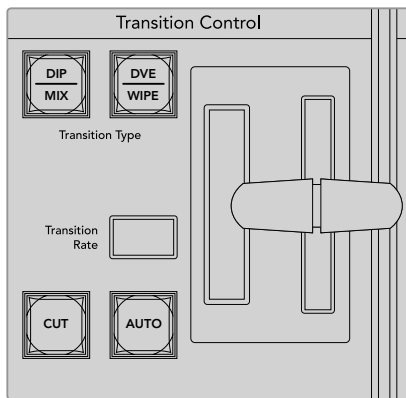 Transition Control
DIP
MIX
DVE
WIPE
Transition Type
Transition
Rate
CUT
AUTO